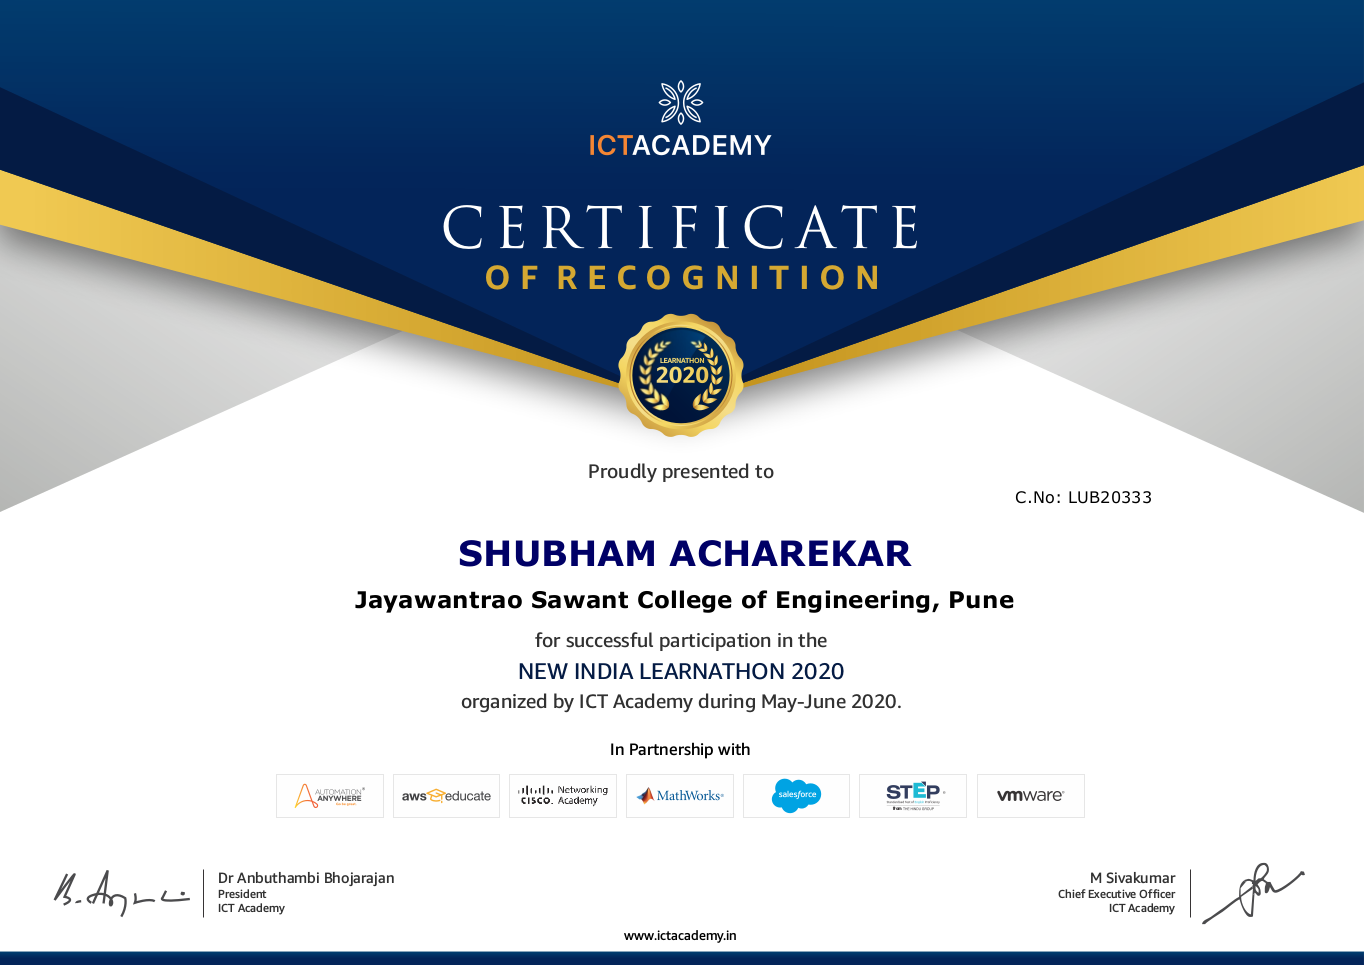 ICTACADEMY
CERTIFICATE
OF RECOGNITION
LEARNATHON
2020
Proudly presented to
C.No: LUB20333
SHUBHAM ACHAREKAR
Jayawantrao Sawant College of Engineering, Pune
for successful participation in the
NEW INDIA LEARNATHON 2020
organized by ICT Academy during May-June 2020.
In Partnership with
AUTOMATION ANYWHERE
aws educate
CISCO. Networking Academy
MathWorks®
salesforce
STEP
THE HINDU GROUP
vmware®
B.
Dr Anbuthambi Bhojarajan
President
ICT Academy
M Sivakumar
Chief Executive Officer
ICT Academy
www.ictacademy.in